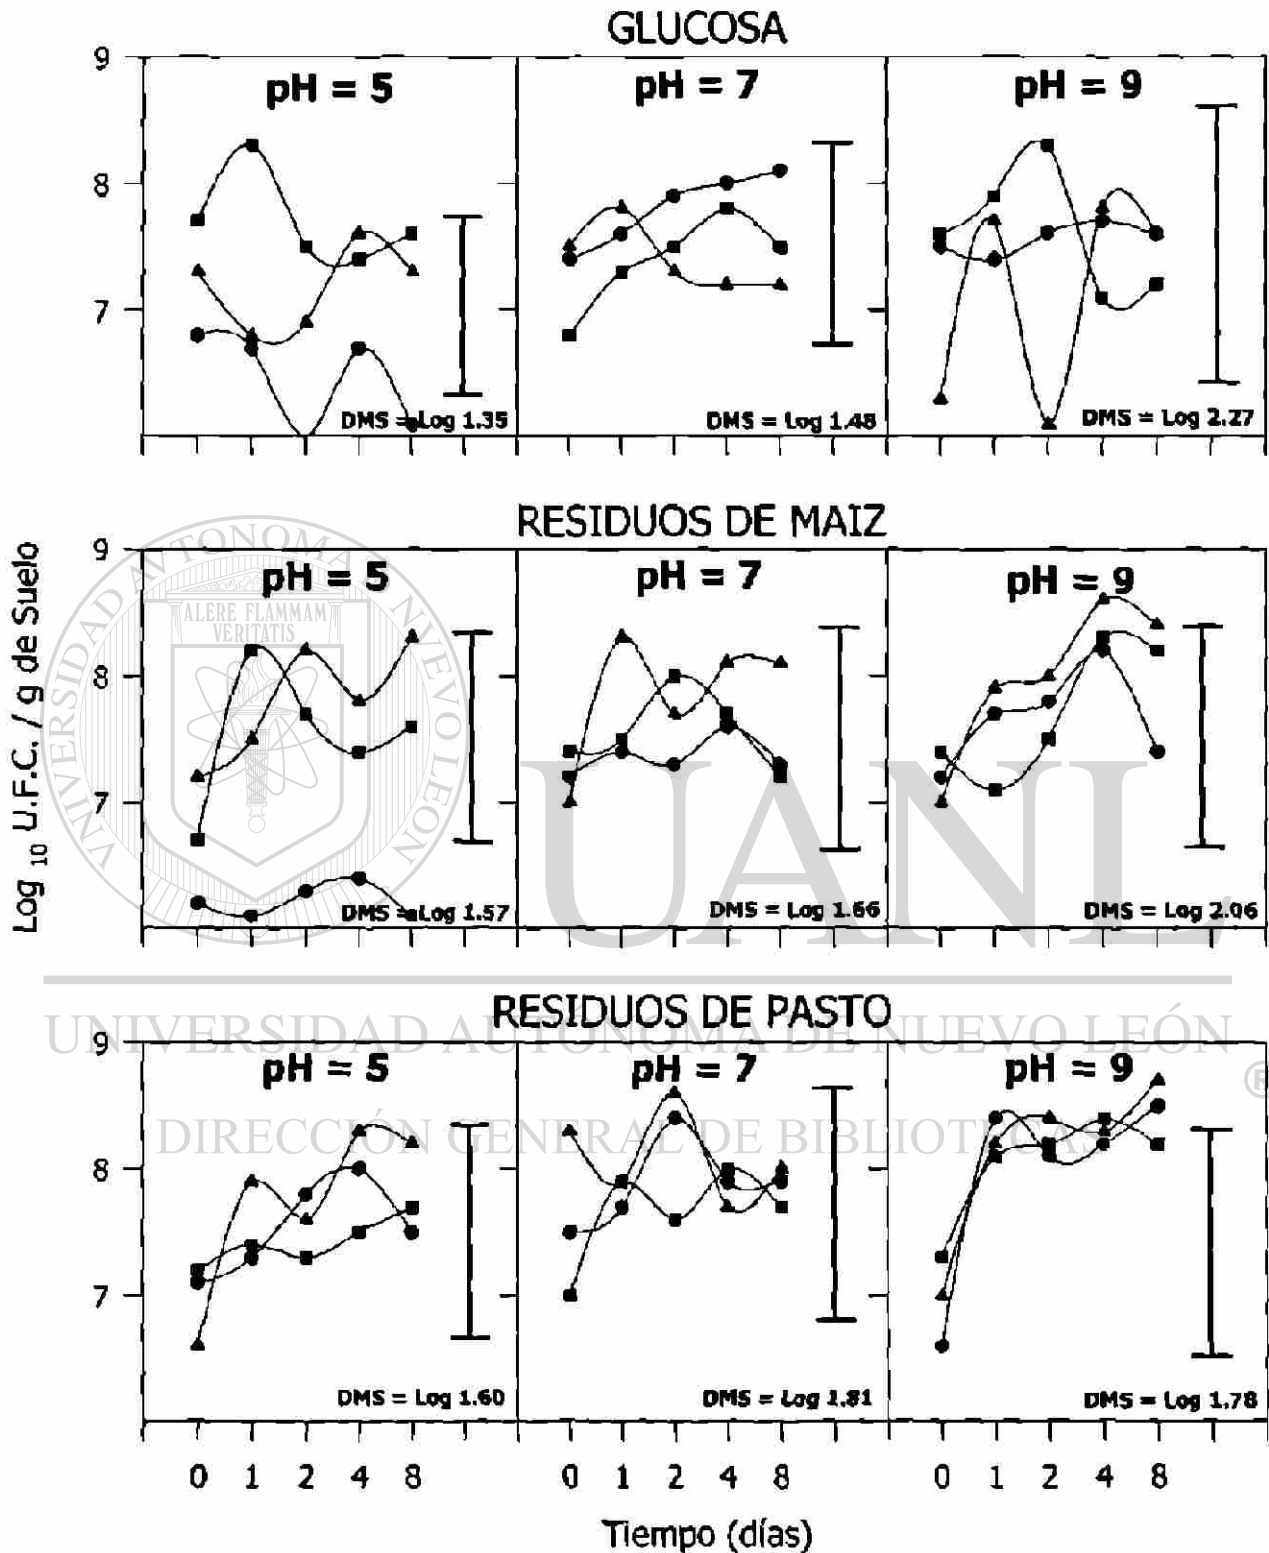 GLUCOSA
9
pH = 5
pH = 7
pH = 9
8
7
DMS = Log 1.35
DMS = Log 1.48
DMS = Log 2.27
RESIDUOS DE MAIZ
9
pH = 5
pH = 7
pH = 9
8
7
DMS = Log 1.57
DMS = Log 1.66
DMS = Log 2.06
Log 10 U.F.C. / g de Suelo
UNIVERSIDAD AUTONOMA NVEVO LEON
ALERE FLAMMAM
VERITATIS
UANL
RESIDUOS DE PASTO
UNIVERSIDAD AUTÓNOMA DE NUEVO LEÓN
®
9
pH = 5
pH = 7
pH = 9
DIRECCIÓN GENERAL DE BIBLIOTECAS
8
7
DMS = Log 1.60
DMS = Log 1.81
DMS = Log 1.78
0 1 2 4 8
0 1 2 4 8
0 1 2 4 8
Tiempo (días)